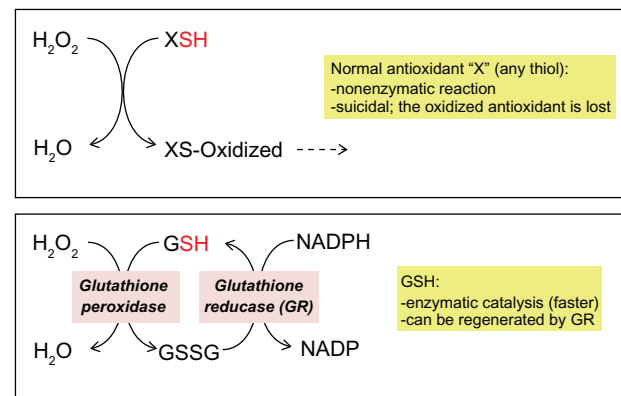 H₂O₂ XSH
Normal antioxidant “X” (any thiol):
-nonenzymatic reaction
-suicidal; the oxidized antioxidant is lost
H₂O XS-Oxidized
H₂O₂ GSH NADPH
Glutathione
peroxidase
Glutathione
reducase (GR)
GSH:
-enzymatic catalysis (faster)
-can be regenerated by GR
H₂O GSSG NADP